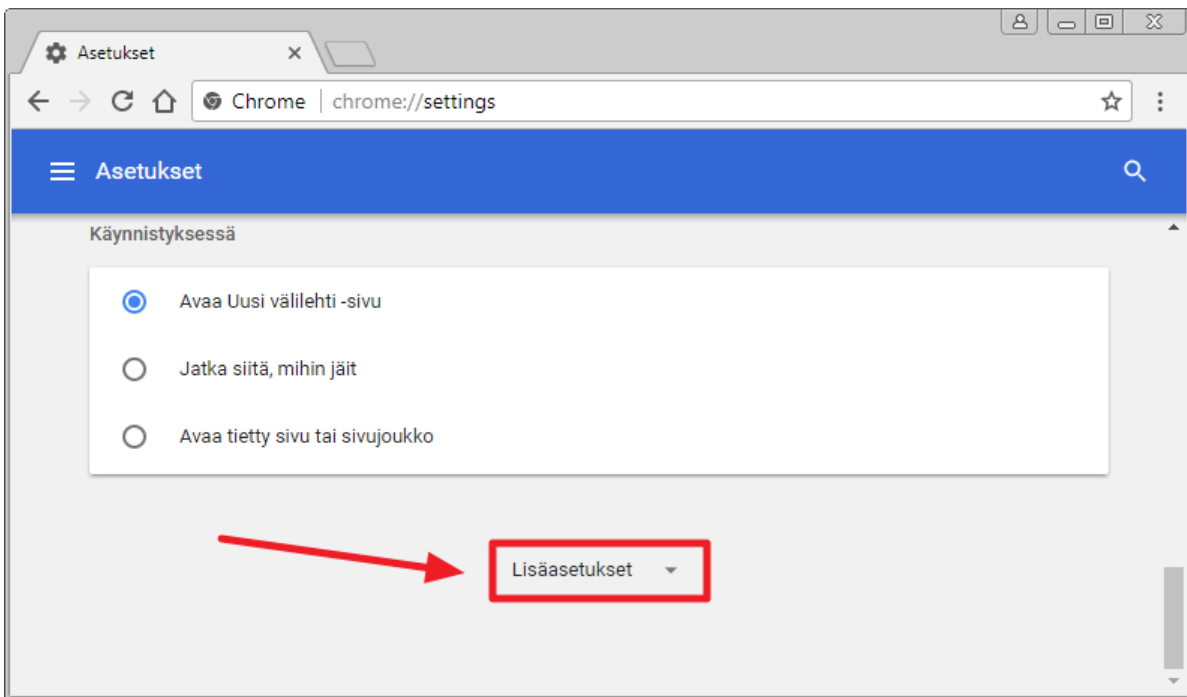 Asetukset
Chrome chrome://settings
Asetukset
Käynnistyksessä
Avaa Uusi välilehti -sivu
Jatka siitä, mihin jäit
Avaa tietty sivu tai sivujoukko
Lisäasetukset